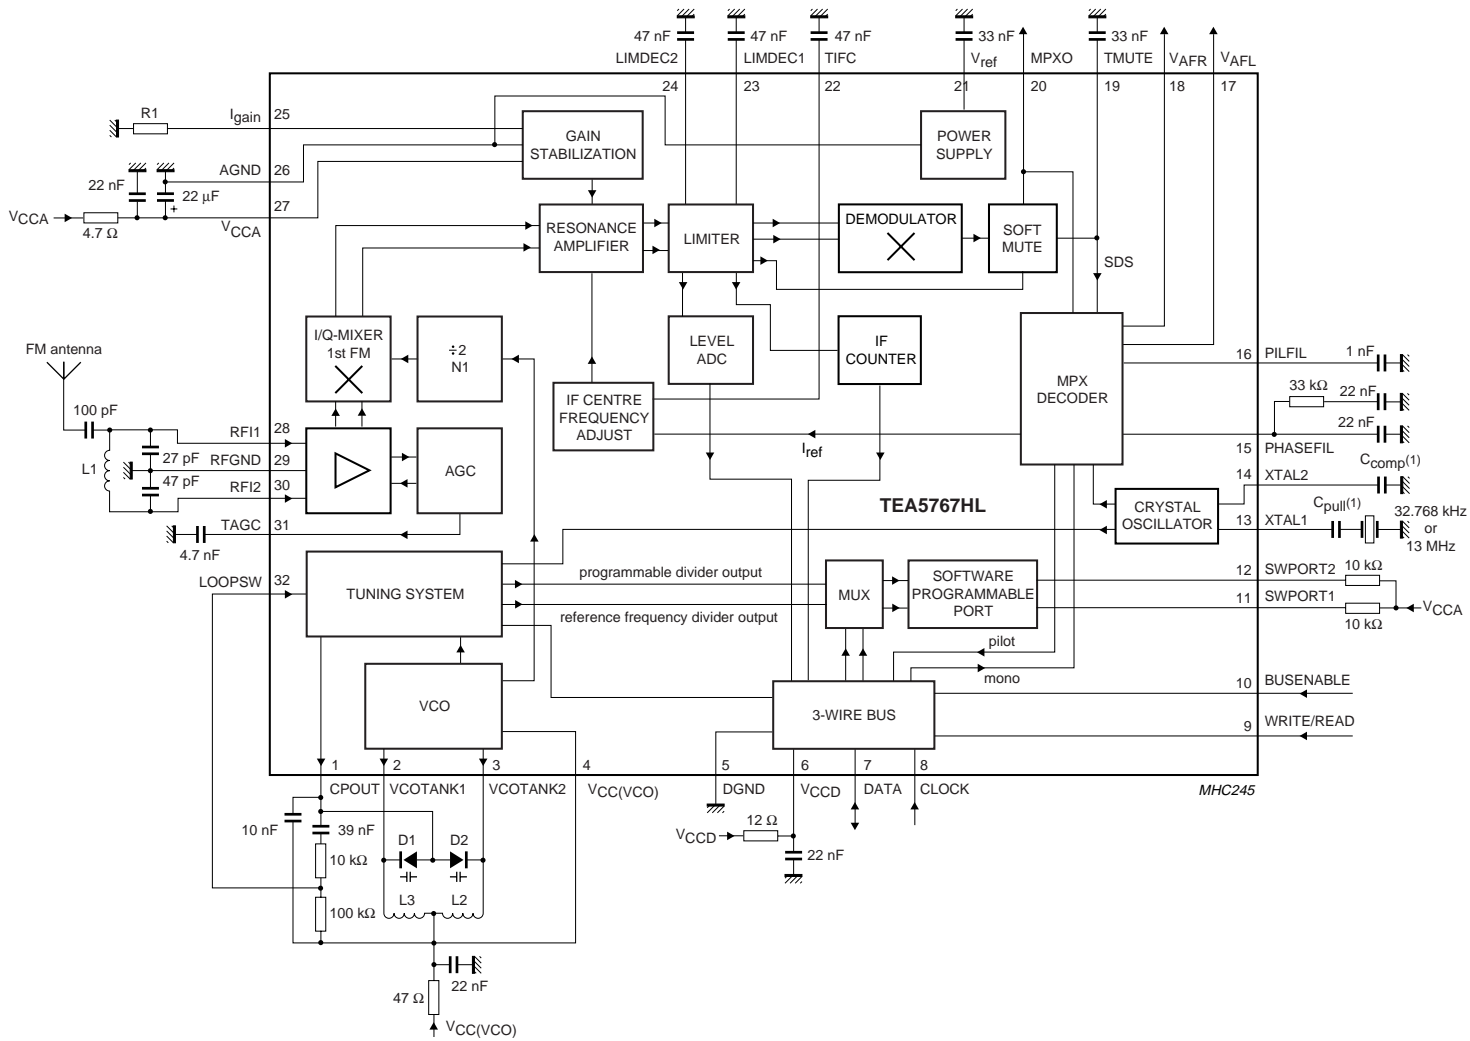 47 nF 47 nF 47 nF 33 nF 33 nF
LIMDEC2 LIMDEC1 TIFC Vref MPXO TMUTE VAFR VAFL
24 23 22 21 20 19 18 17
R1 Igain 25
GAIN
STABILIZATION
POWER
SUPPLY
AGND 26
22 nF 22 μF
+
27
VCCA 4.7 Ω VCCA
RESONANCE
AMPLIFIER
LIMITER
DEMODULATOR
SOFT
MUTE
SDS
I/Q-MIXER
1st FM
÷2
N1
LEVEL
ADC
IF
COUNTER
IF CENTRE
FREQUENCY
ADJUST
MPX
DECODER
Iref
FM antenna
100 pF
28 RFI1
27 pF
RFGND 29
L1
47 pF
RFI2 30
AGC
TAGC 31
4.7 nF
16 PILFIL 1 nF
33 kΩ 22 nF
22 nF
15 PHASEFIL
14 XTAL2 Ccomp(1)
13 XTAL1 Cpull(1)
32.768 kHz
or
13 MHz
TEA5767HL
CRYSTAL
OSCILLATOR
LOOPSW 32
TUNING SYSTEM
programmable divider output
reference frequency divider output
MUX
SOFTWARE
PROGRAMMABLE
PORT
12 SWPORT2 10 kΩ
11 SWPORT1 10 kΩ
VCCA
pilot
mono
VCO
3-WIRE BUS
10 BUSENABLE
9 WRITE/READ
1 2 3 4 5 6 7 8
CPOUT VCOTANK1 VCOTANK2 VCC(VCO) DGND VCCD DATA CLOCK
MHC245
10 nF 39 nF
D1 D2
10 kΩ
L3 L2
100 kΩ
VCCD 12 Ω
22 nF
22 nF
47 Ω
VCC(VCO)